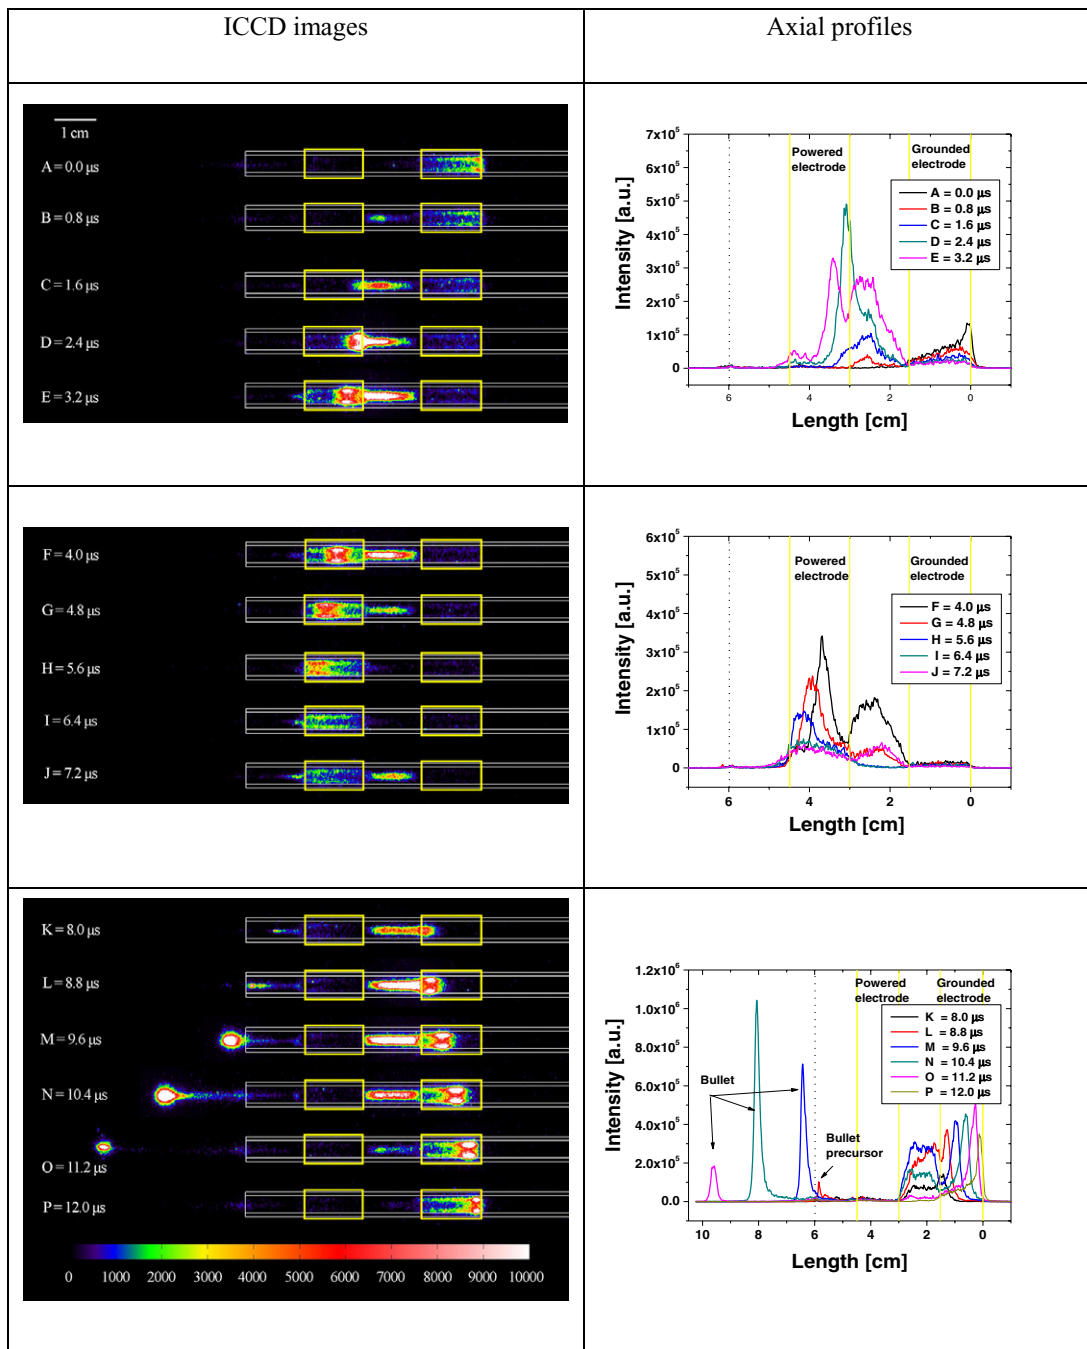 ICCD images
Axial profiles
1 cm
A = 0.0 μs
B = 0.8 μs
C = 1.6 μs
D = 2.4 μs
E = 3.2 μs
7x10⁵
6x10⁵
5x10⁵
4x10⁵
3x10⁵
2x10⁵
1x10⁵
0
Intensity [a.u.]
Powered
electrode
Grounded
electrode
A = 0.0 μs
B = 0.8 μs
C = 1.6 μs
D = 2.4 μs
E = 3.2 μs
6 4 2 0
Length [cm]
F = 4.0 μs
G = 4.8 μs
H = 5.6 μs
I = 6.4 μs
J = 7.2 μs
6x10⁵
5x10⁵
4x10⁵
3x10⁵
2x10⁵
1x10⁵
0
Intensity [a.u.]
Powered
electrode
Grounded
electrode
F = 4.0 μs
G = 4.8 μs
H = 5.6 μs
I = 6.4 μs
J = 7.2 μs
6 4 2 0
Length [cm]
K = 8.0 μs
L = 8.8 μs
M = 9.6 μs
N = 10.4 μs
O = 11.2 μs
P = 12.0 μs
0 1000 2000 3000 4000 5000 6000 7000 8000 9000 10000
1.2x10⁶
1.0x10⁶
8.0x10⁵
6.0x10⁵
4.0x10⁵
2.0x10⁵
0.0
Intensity [a.u.]
Powered
electrode
Grounded
electrode
K = 8.0 μs
L = 8.8 μs
M = 9.6 μs
N = 10.4 μs
O = 11.2 μs
P = 12.0 μs
Bullet
Bullet
precursor
10 8 6 4 2 0
Length [cm]